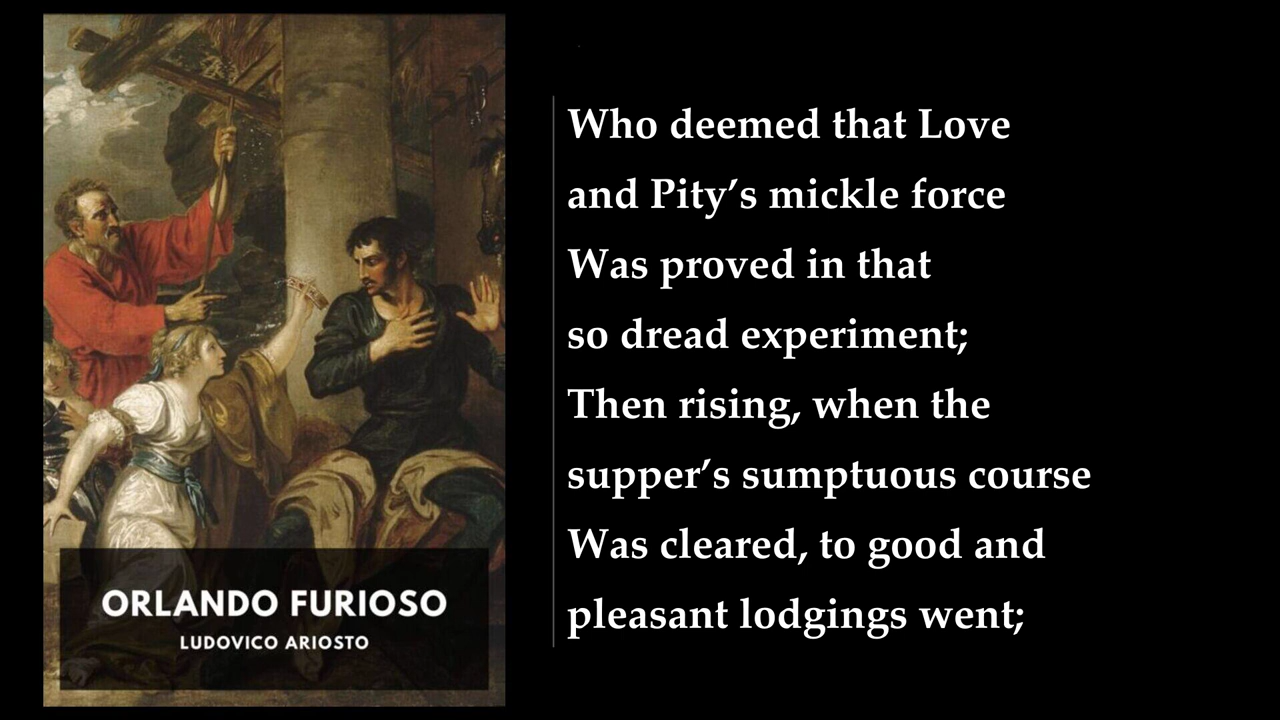 ORLANDO FURIOSO
LUDOVICO ARIOSTO
Who deemed that Love
and Pity’s mickle force
Was proved in that
so dread experiment;
Then rising, when the
supper’s sumptuous course
Was cleared, to good and
pleasant lodgings went;